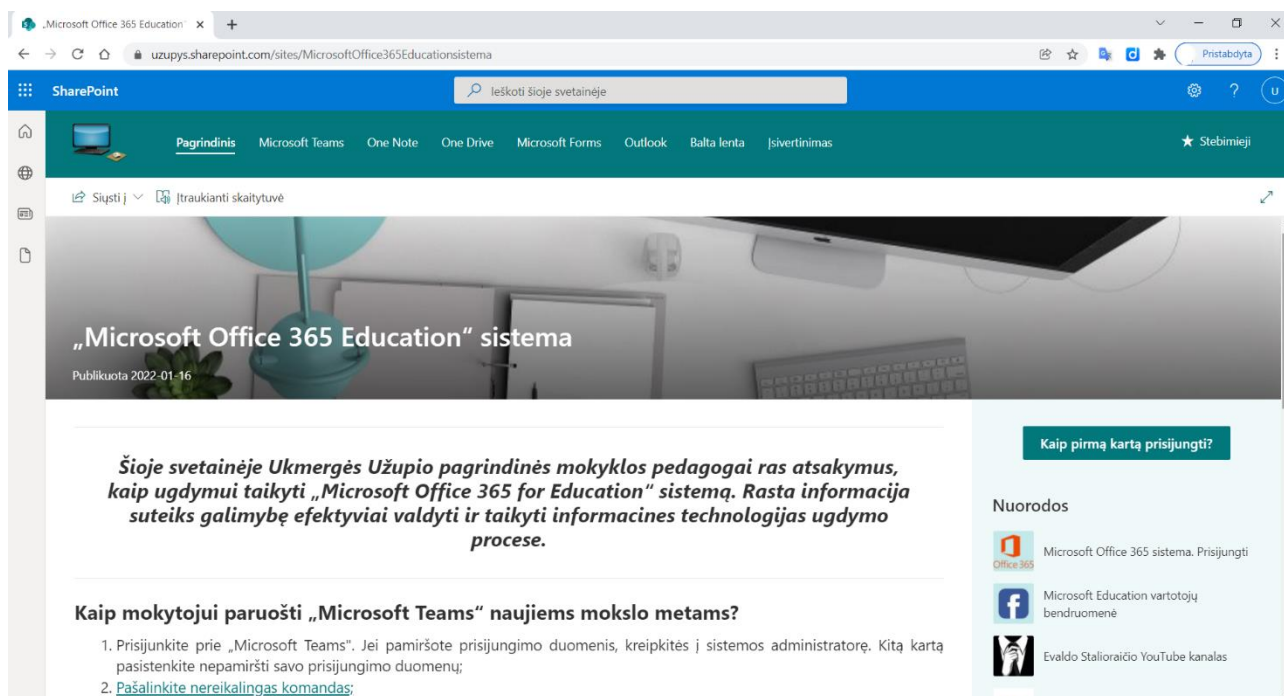 „Microsoft Office 365 Education“
uzupys.sharepoint.com/sites/MicrosoftOffice365Educationsistema
Pristabdyta
SharePoint
Ieškoti šioje svetainėje
U
Pagrindinis Microsoft Teams One Note One Drive Microsoft Forms Outlook Balta lenta Įsivertinimas
Stebimieji
Siųsti į
Įtraukianti skaitytuvė
„Microsoft Office 365 Education“ sistema
Publikuota 2022-01-16
Šioje svetainėje Ukmergės Užupio pagrindinės mokyklos pedagogai ras atsakymus,
kaip ugdymui taikyti „Microsoft Office 365 for Education“ sistemą. Rasta informacija
suteiks galimybę efektyviai valdyti ir taikyti informacines technologijas ugdymo
procese.
Kaip mokytojui paruošti „Microsoft Teams“ naujiems mokslo metams?
1. Prisijunkite prie „Microsoft Teams". Jei pamiršote prisijungimo duomenis, kreipkitės į sistemos administratorę. Kitą kartą
pasistenkite nepamiršti savo prisijungimo duomenų;
2. Pašalinkite nereikalingas komandas;
Kaip pirmą kartą prisijungti?
Nuorodos
Office 365
Microsoft Office 365 sistema. Prisijungti
Microsoft Education vartotojų
bendruomenė
Evaldo Stalioraičio YouTube kanalas